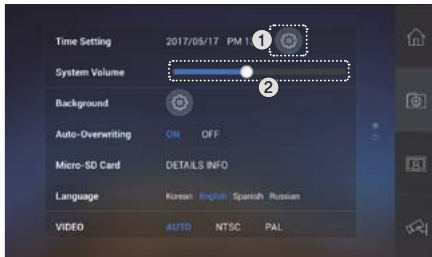 Time Setting 2017/05/17 PM 1: 1
System Volume
2
Background
Auto-Overwriting ON OFF
Micro-SD Card DETAILS INFO
Language Korean English Spanish Russian
VIDEO AUTO NTSC PAL